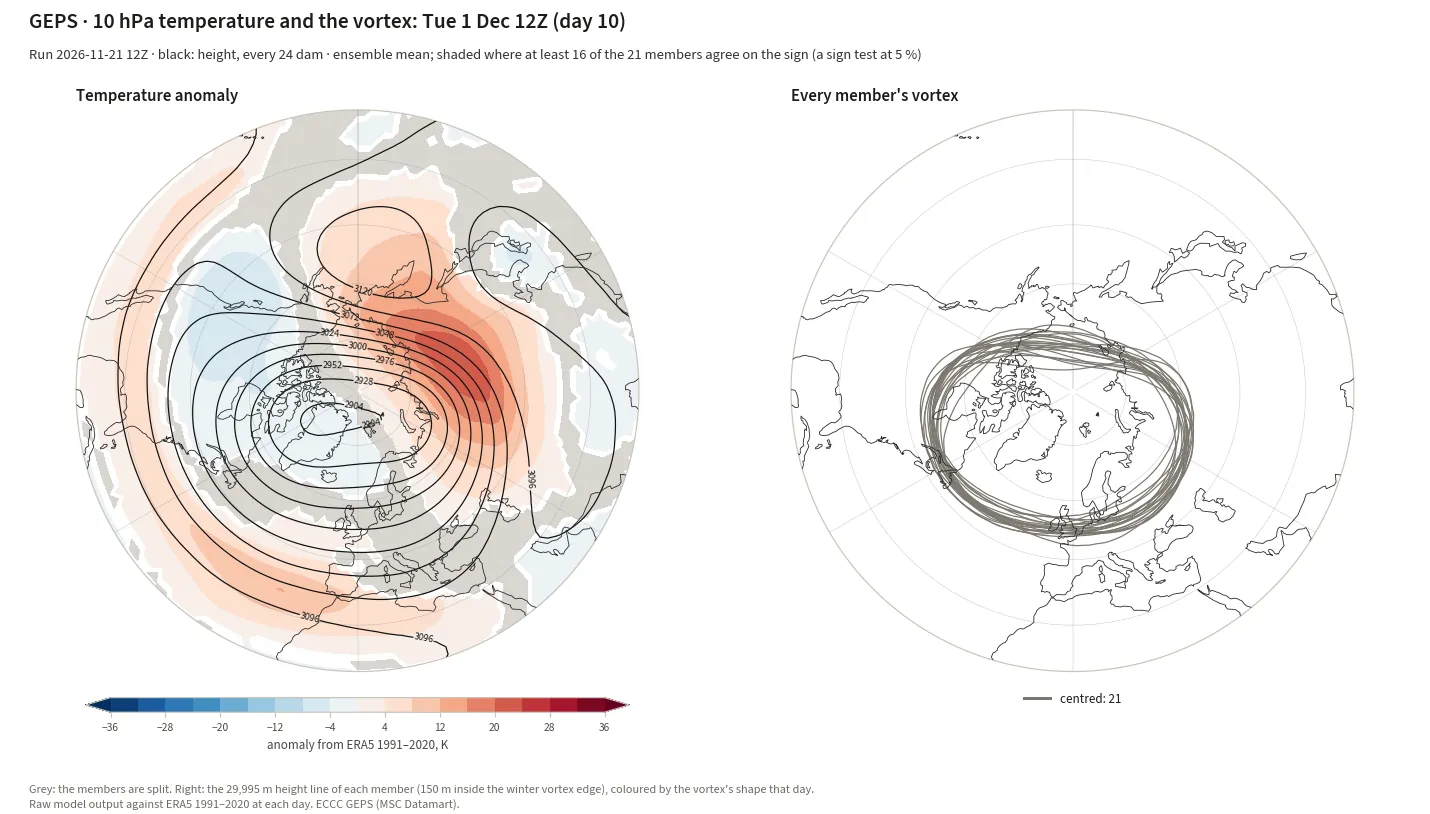 GEPS · 10 hPa temperature and the vortex: Tue 1 Dec 12Z (day 10)
Run 2026-11-21 12Z · black: height, every 24 dam · ensemble mean; shaded where at least 16 of the 21 members agree on the sign (a sign test at 5 %)
Temperature anomaly
Every member's vortex
3120
3072
3024
3048
3000
2976
2952
2928
2904
2904
3096
3096
3096
centred: 21
−36
−28
−20
−12
−4
4
12
20
28
36
anomaly from ERA5 1991–2020, K
Grey: the members are split. Right: the 29,995 m height line of each member (150 m inside the winter vortex edge), coloured by the vortex's shape that day.
Raw model output against ERA5 1991–2020 at each day. ECCC GEPS (MSC Datamart).